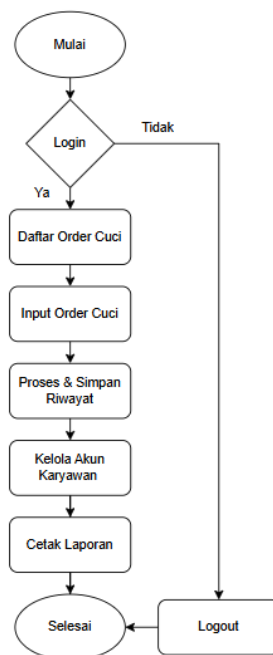 Mulai
Login
Tidak
Ya
Daftar Order Cuci
Input Order Cuci
Proses & Simpan
Riwayat
Kelola Akun
Karyawan
Cetak Laporan
Selesai
Logout